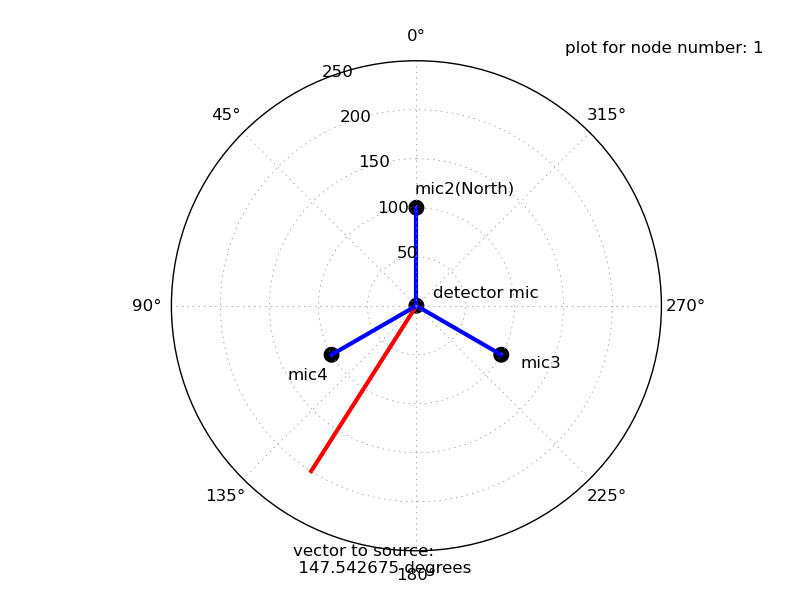 0°
plot for node number: 1
250
45°
315°
200
150
mic2(North)
100
50
detector mic
90°
270°
mic3
mic4
135°
225°
vector to source:
147.542675 degrees
180°